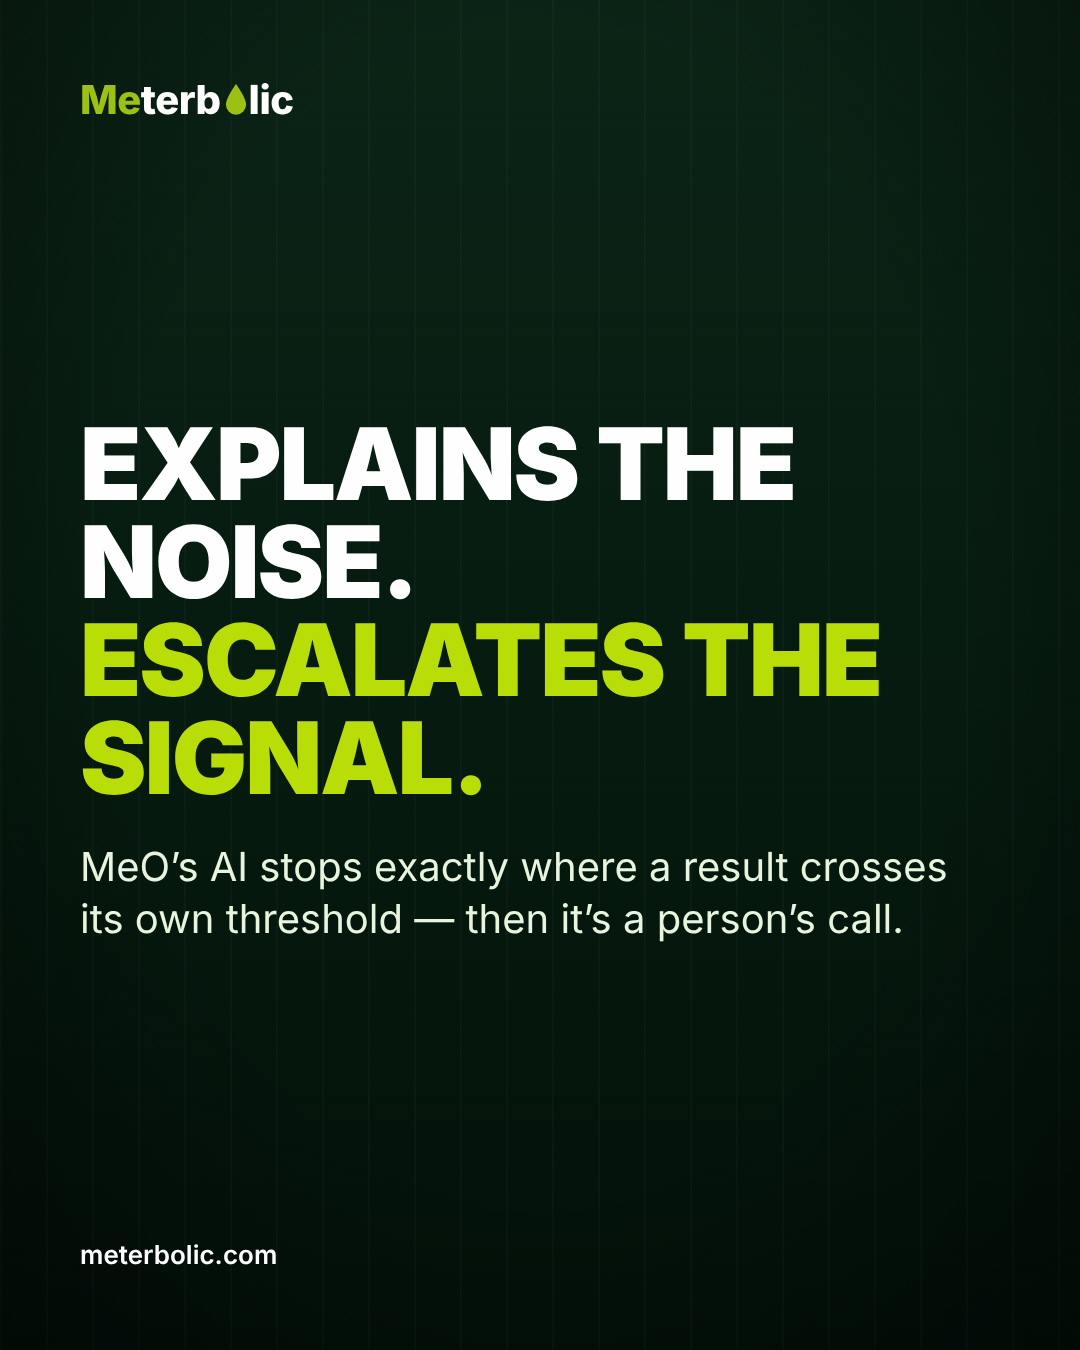 Meterbolic
EXPLAINS THE
NOISE.
ESCALATES THE
SIGNAL.
MeO’s AI stops exactly where a result crosses
its own threshold — then it’s a person’s call.
meterbolic.com